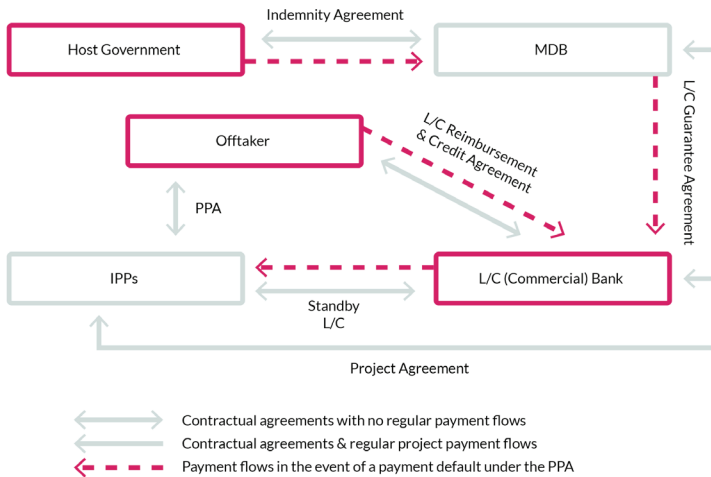 Indemnity Agreement
Host Government
MDB
Offtaker
L/C Reimbursement
& Credit Agreement
L/C Guarantee Agreement
PPA
IPPs
L/C (Commercial) Bank
Standby
L/C
Project Agreement
Contractual agreements with no regular payment flows
Contractual agreements & regular project payment flows
Payment flows in the event of a payment default under the PPA